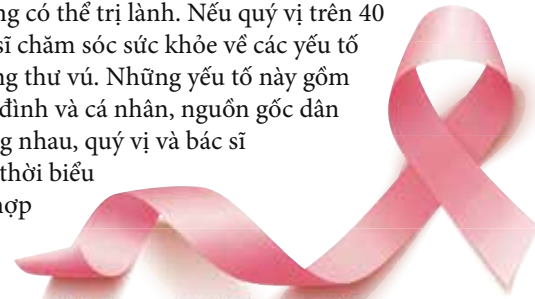 ng có thể trị lành. Nếu quý vị trên 40
sĩ chăm sóc sức khỏe về các yếu tố
ng thư vú. Những yếu tố này gồm
đình và cá nhân, nguồn gốc dân
g nhau, quý vị và bác sĩ
thời biểu
hợp